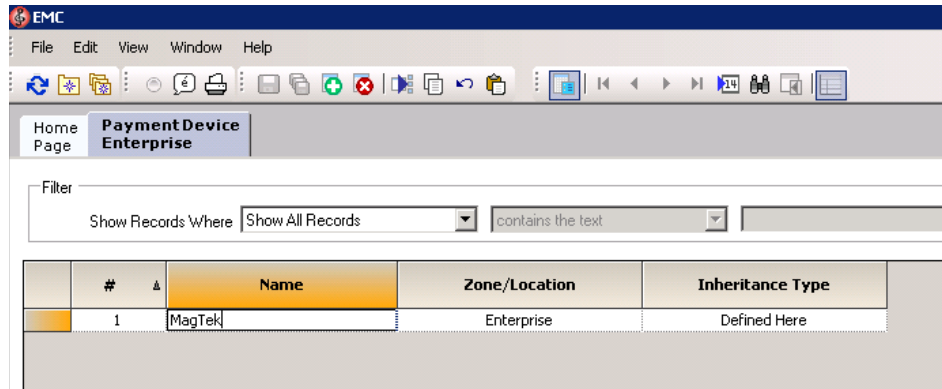 EMC
File Edit View Window Help
é 14
Home Page
Payment Device Enterprise
Filter
Show Records Where Show All Records contains the text
# Name Zone/Location Inheritance Type
1 MagTek Enterprise Defined Here